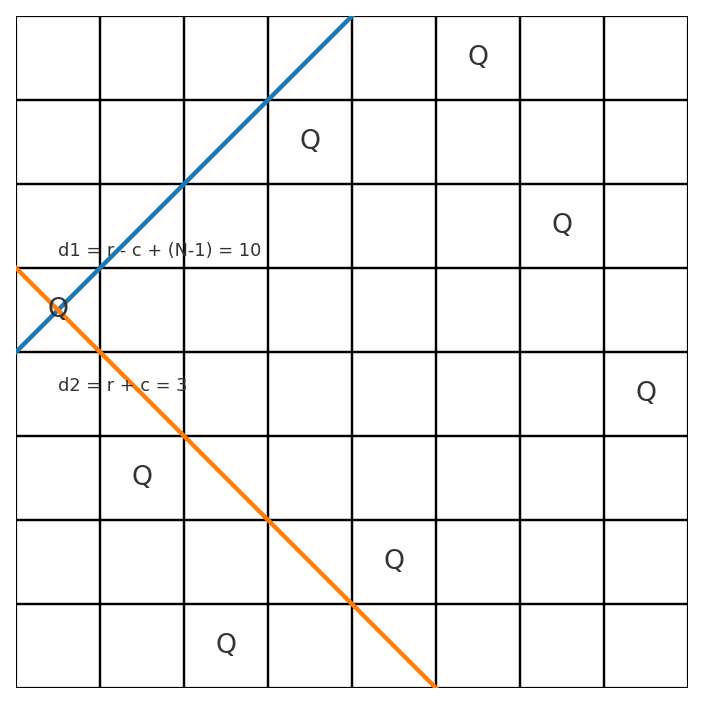 Q
Q
Q
d1 = r - c + (N-1) = 10
Q
d2 = r + c = 3
Q
Q
Q
Q